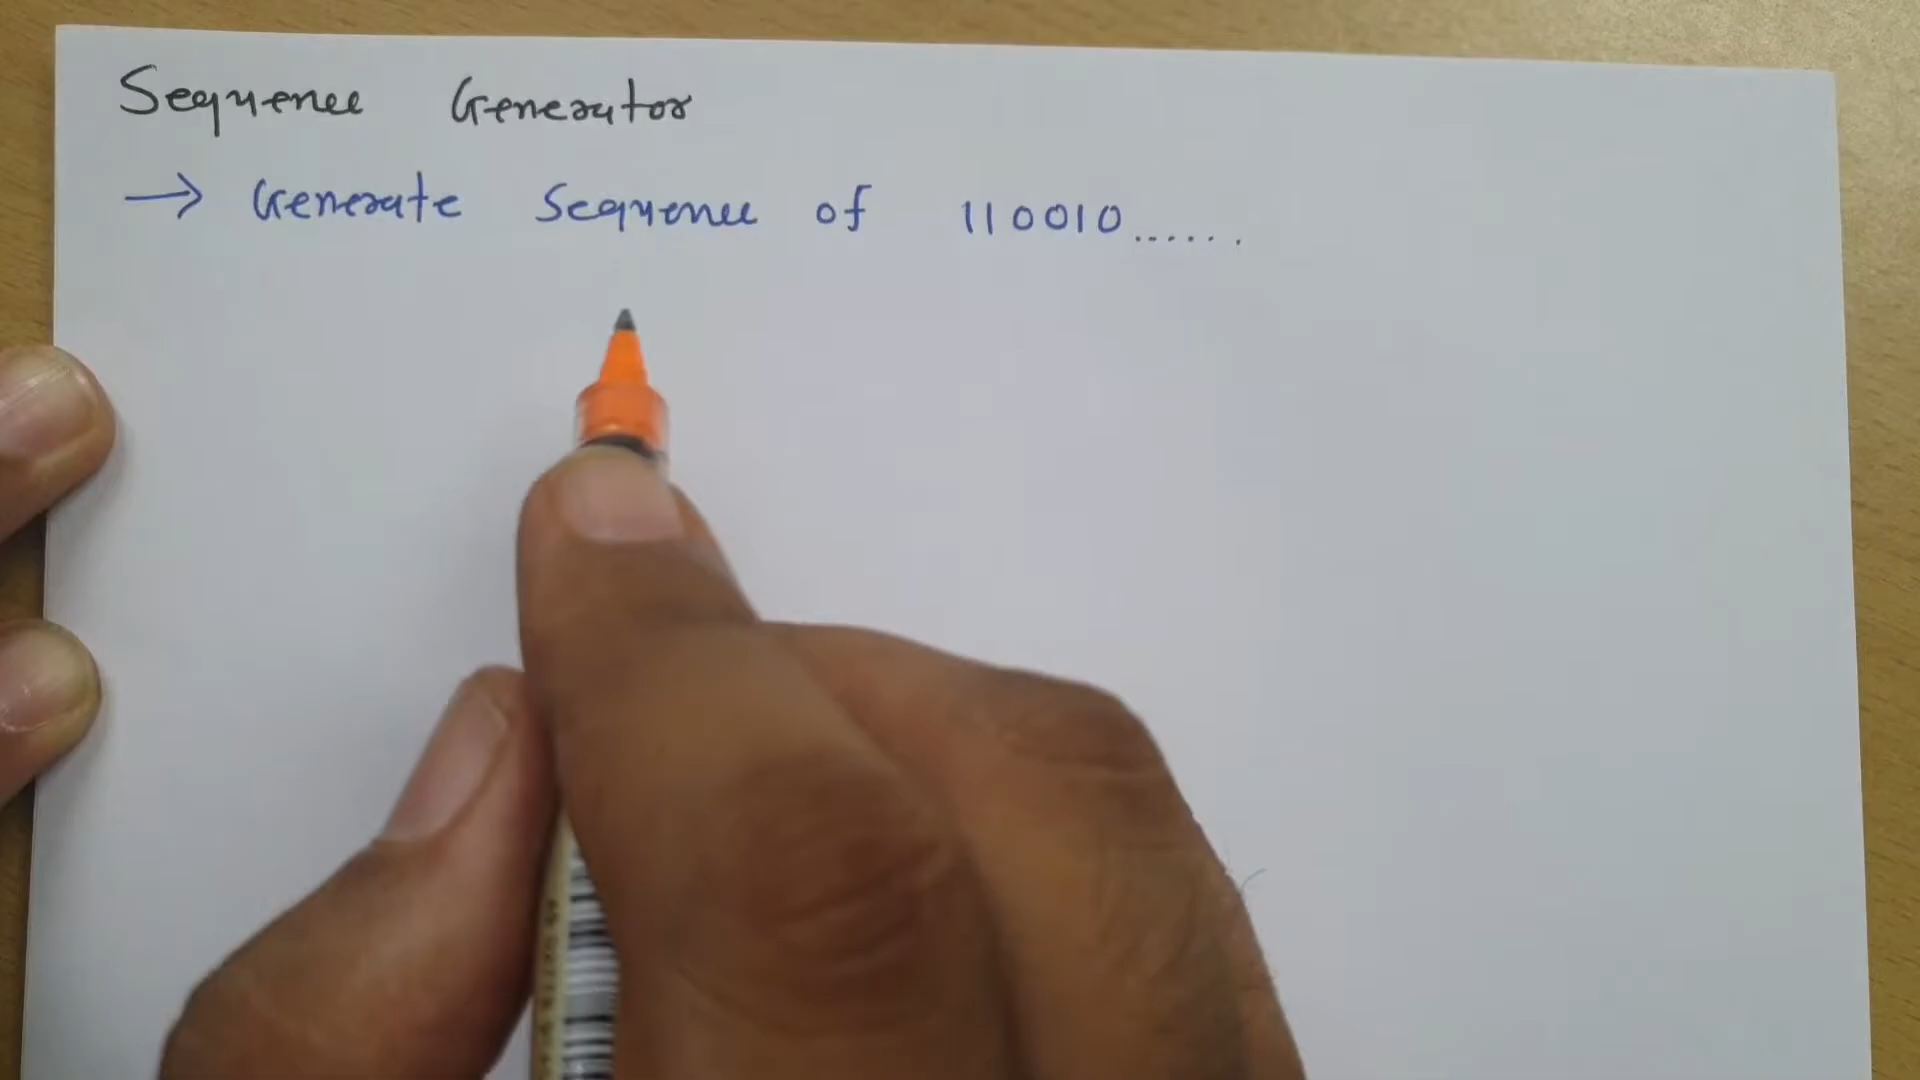 Sequence Generator
→ Generate Sequence of 110010......